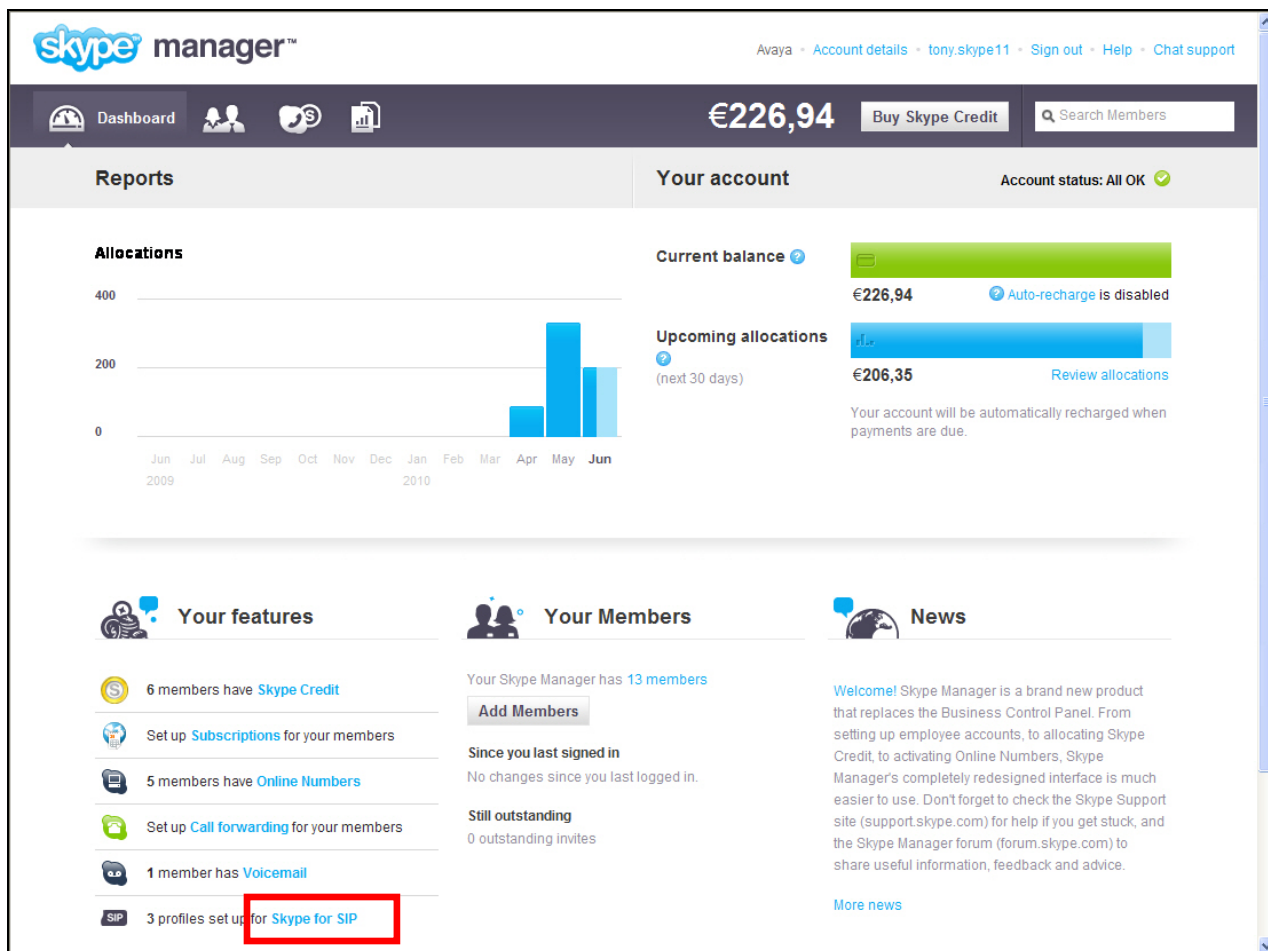 skype manager™
Avaya • Account details • tony.skype11 • Sign out • Help • Chat support
Dashboard
€226,94
Buy Skype Credit
Search Members
Reports
Your account
Account status: All OK
Allocations
400
200
0
Jun Jul Aug Sep Oct Nov Dec Jan Feb Mar Apr May Jun
2009 2010
Current balance ?
€226,94
? Auto-recharge is disabled
Upcoming allocations
?
(next 30 days)
€206,35
Review allocations
Your account will be automatically recharged when
payments are due.
Your features
S
6 members have Skype Credit
Set up Subscriptions for your members
5 members have Online Numbers
Set up Call forwarding for your members
1 member has Voicemail
SIP
3 profiles set up for Skype for SIP
Your Members
Your Skype Manager has 13 members
Add Members
Since you last signed in
No changes since you last logged in.
Still outstanding
0 outstanding invites
News
Welcome! Skype Manager is a brand new product
that replaces the Business Control Panel. From
setting up employee accounts, to allocating Skype
Credit, to activating Online Numbers, Skype
Manager's completely redesigned interface is much
easier to use. Don't forget to check the Skype Support
site (support.skype.com) for help if you get stuck, and
the Skype Manager forum (forum.skype.com) to
share useful information, feedback and advice.
More news